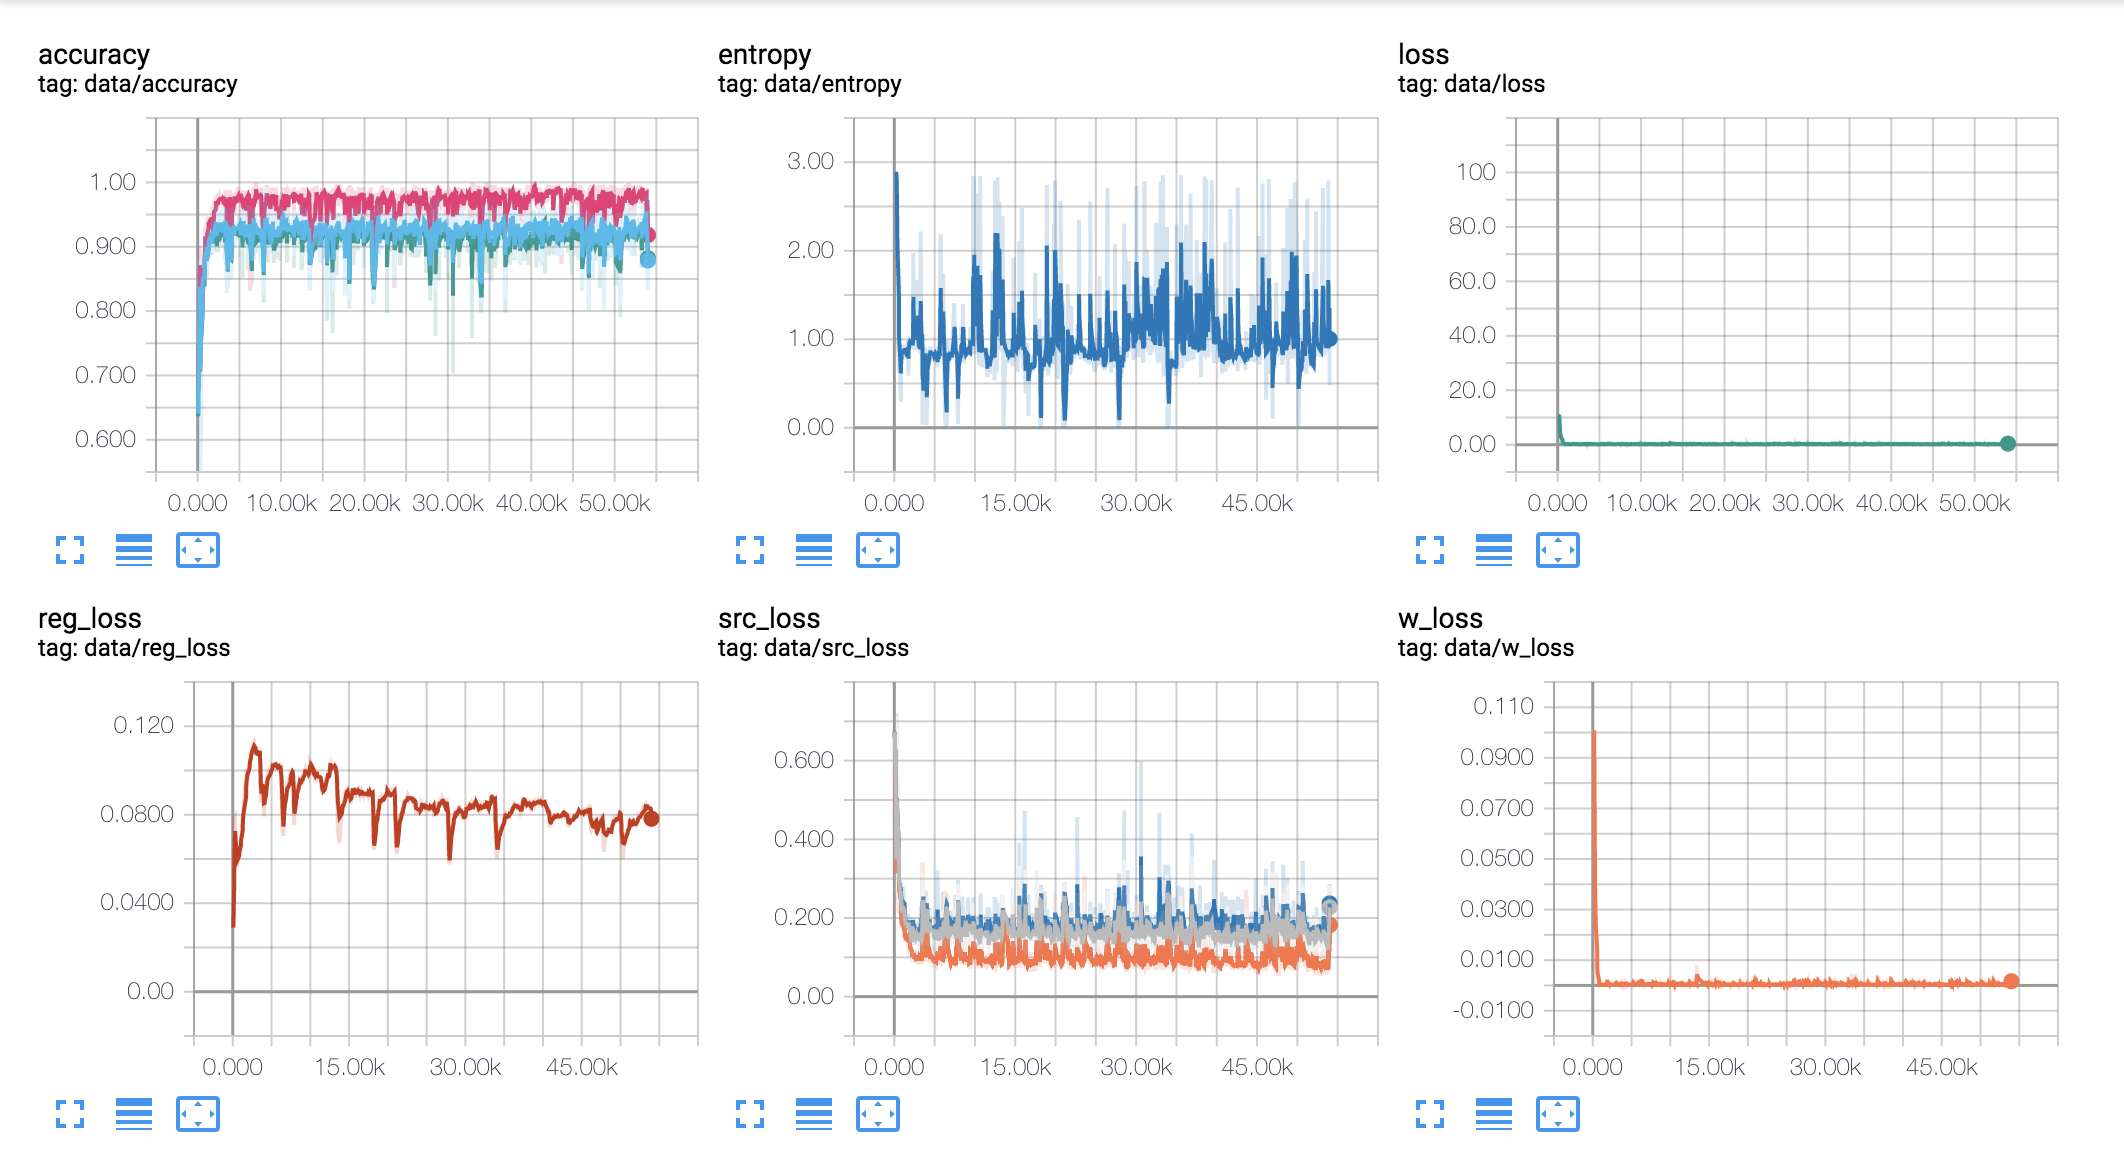 accuracy
tag: data/accuracy
1.00
0.900
0.800
0.700
0.600
0.000 10.00k 20.00k 30.00k 40.00k 50.00k
entropy
tag: data/entropy
3.00
2.00
1.00
0.00
0.000 15.00k 30.00k 45.00k
loss
tag: data/loss
100
80.0
60.0
40.0
20.0
0.00
0.000 10.00k 20.00k 30.00k 40.00k 50.00k
reg_loss
tag: data/reg_loss
0.120
0.0800
0.0400
0.00
0.000 15.00k 30.00k 45.00k
src_loss
tag: data/src_loss
0.600
0.400
0.200
0.00
0.000 15.00k 30.00k 45.00k
w_loss
tag: data/w_loss
0.110
0.0900
0.0700
0.0500
0.0300
0.0100
-0.0100
0.000 15.00k 30.00k 45.00k